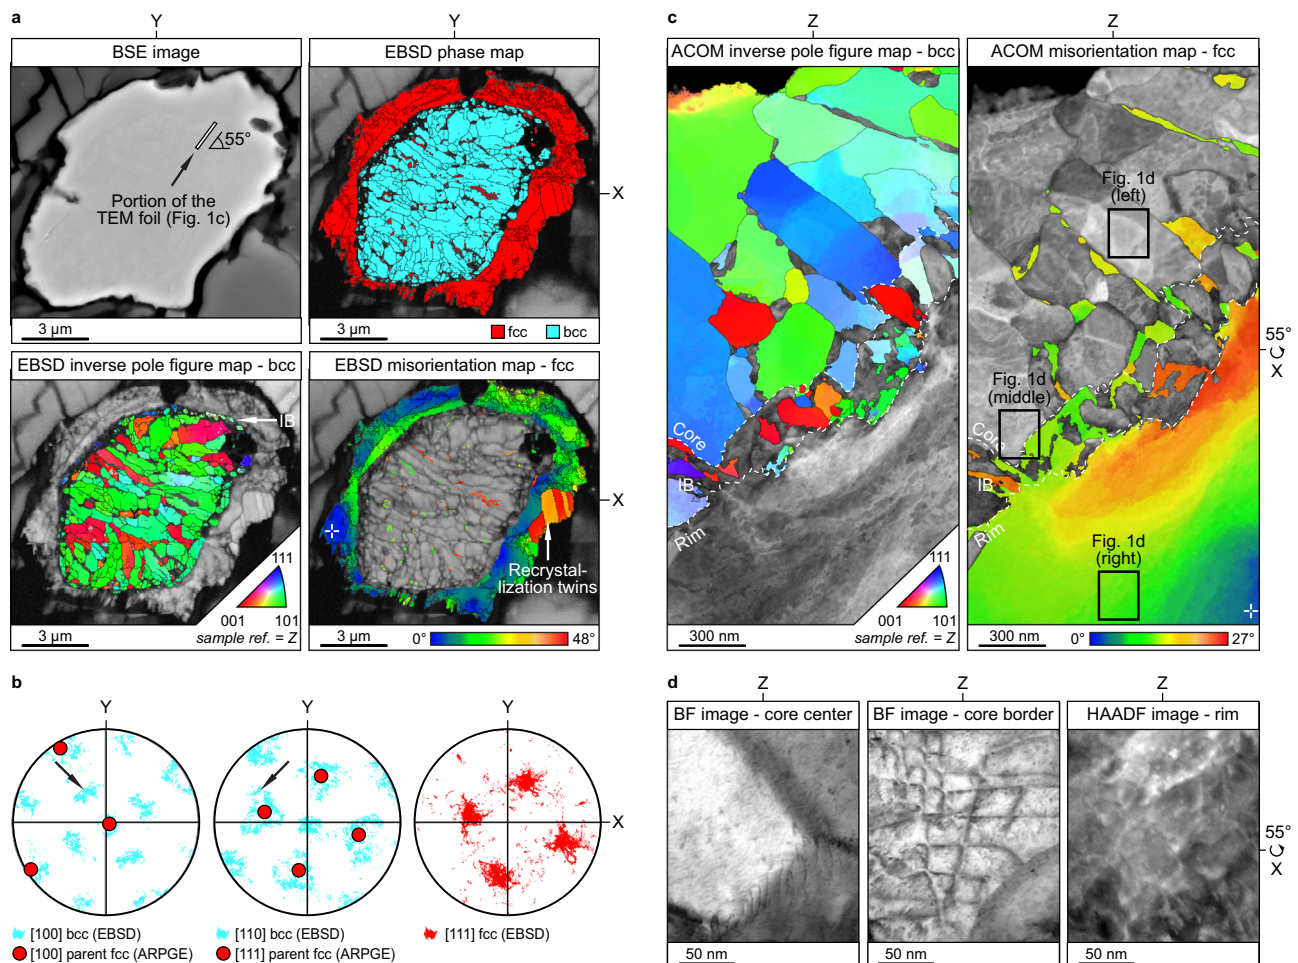 a
Y
Y
BSE image
EBSD phase map
55°
Portion of the
TEM foil (Fig. 1c)
X
3 µm
3 µm
fcc
bcc
EBSD inverse pole figure map - bcc
EBSD misorientation map - fcc
IB
X
Recrystal-
lization twins
111
001
101
3 µm
sample ref. = Z
3 µm
0°
48°
b
Y
Y
Y
X
[100] bcc (EBSD)
[100] parent fcc (ARPGE)
[110] bcc (EBSD)
[111] parent fcc (ARPGE)
[111] fcc (EBSD)
c
Z
Z
ACOM inverse pole figure map - bcc
ACOM misorientation map - fcc
Fig. 1d
(left)
55°
X
Fig. 1d
(middle)
Core
IB
Rim
Core
IB
Rim
Fig. 1d
(right)
111
001
101
300 nm
sample ref. = Z
300 nm
0°
27°
d
Z
Z
Z
BF image - core center
BF image - core border
HAADF image - rim
55°
X
50 nm
50 nm
50 nm